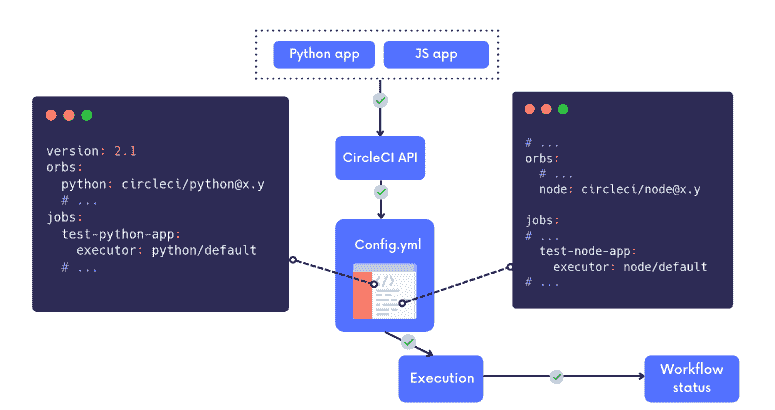 Python app
JS app
CircleCI API
Config.yml
</>
version: 2.1
orbs:
  python: circleci/python@x.y
  # ...
jobs:
  test-python-app:
    executor: python/default
  # ...
# ...
orbs:
  # ...
  node: circleci/node@x.y
jobs:
# ...
  test-node-app:
    executor: node/default
# ...
Execution
Workflow
status